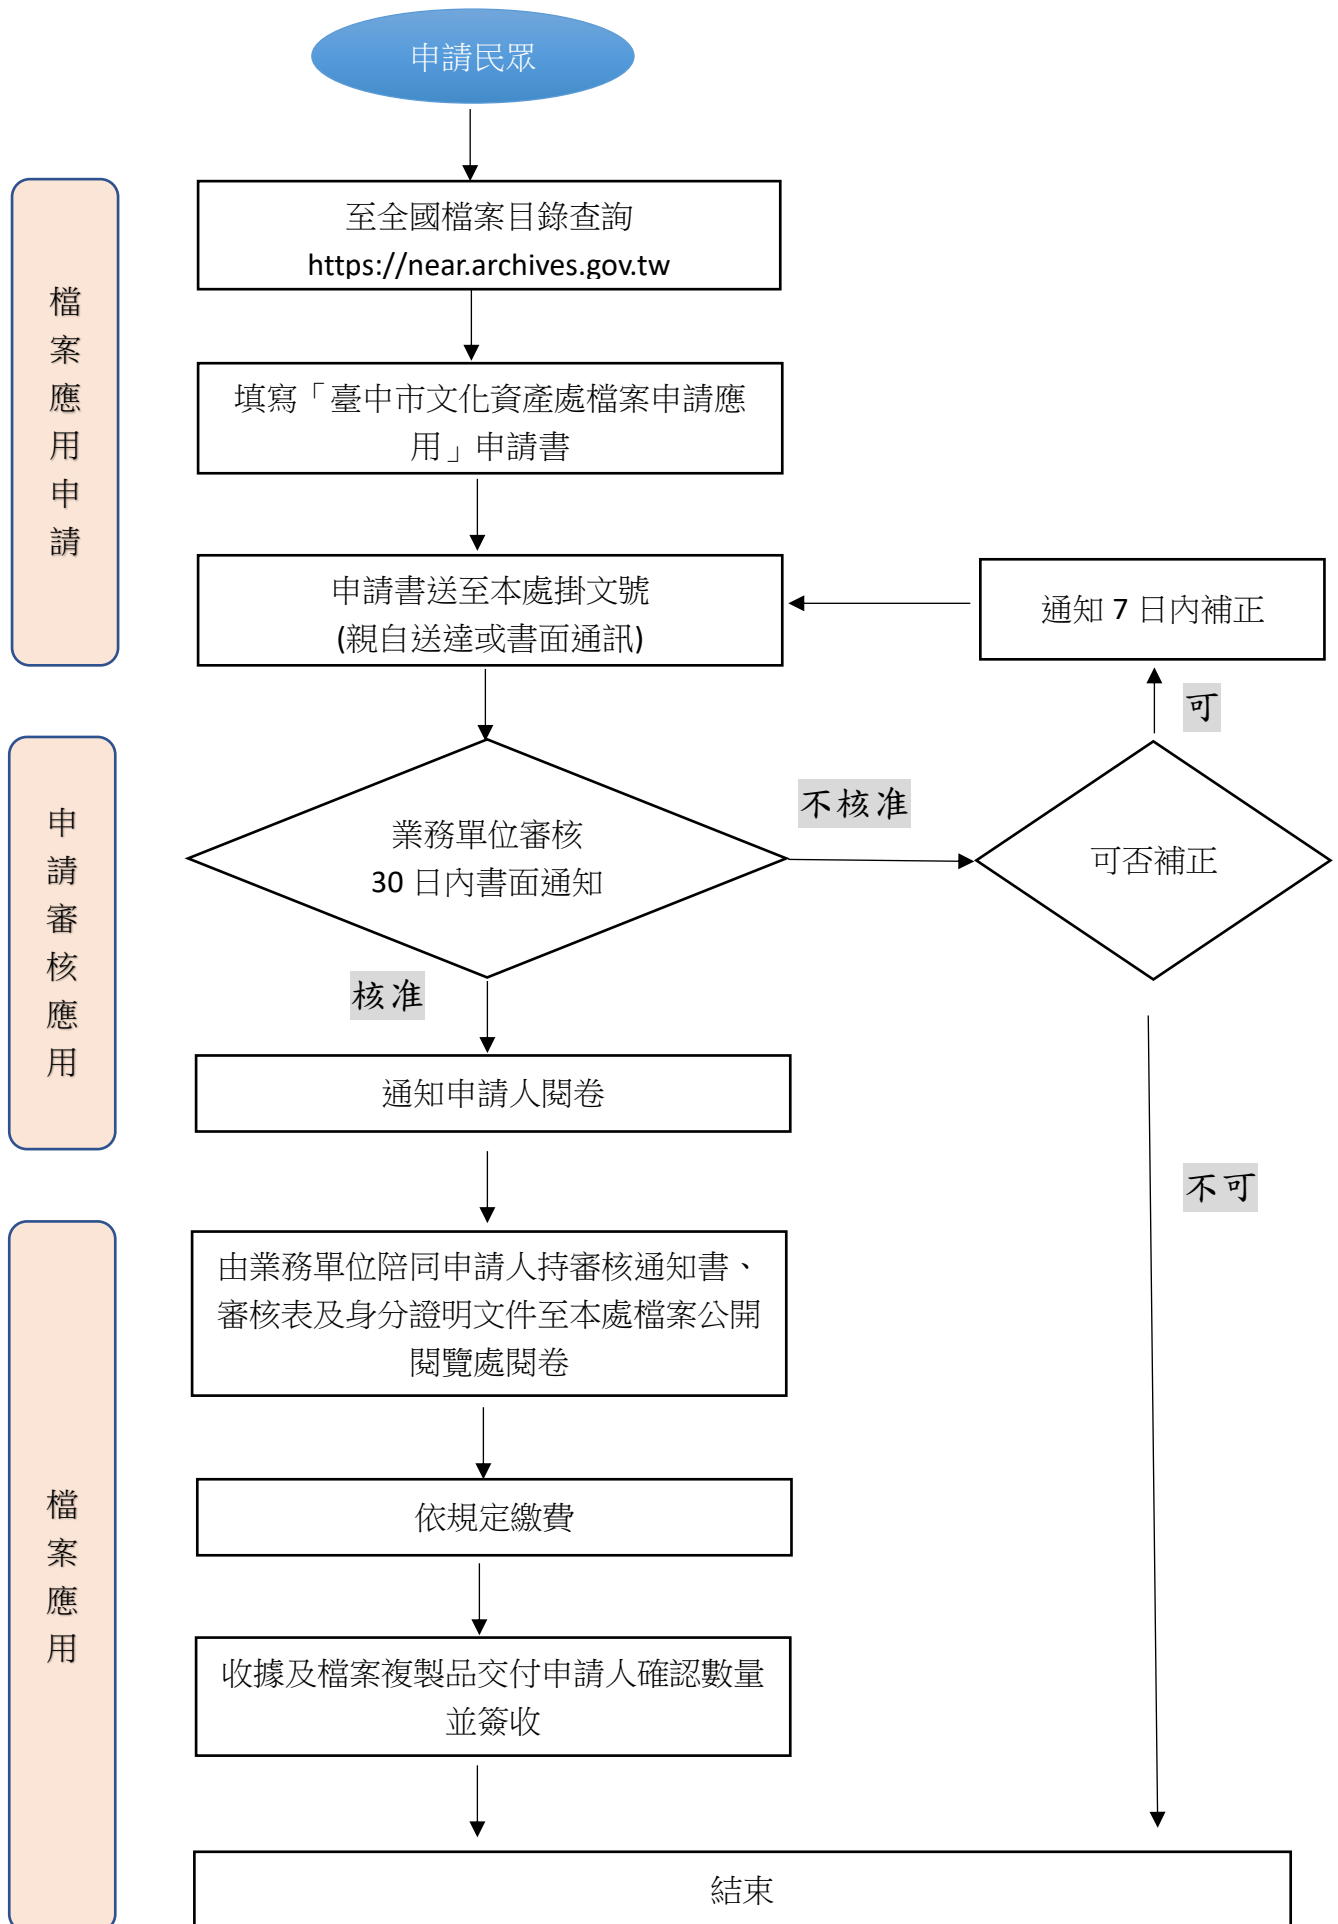 申請民眾
檔案應用申請
至全國檔案目錄查詢
https://near.archives.gov.tw
填寫「臺中市文化資產處檔案申請應
用」申請書
申請書送至本處掛文號
(親自送達或書面通訊)
通知 7 日內補正
可
申請審核應用
業務單位審核
30 日內書面通知
不核准
可否補正
核准
通知申請人閱卷
不可
檔案應用
由業務單位陪同申請人持審核通知書、
審核表及身分證明文件至本處檔案公開
閱覽處閱卷
依規定繳費
收據及檔案複製品交付申請人確認數量
並簽收
結束